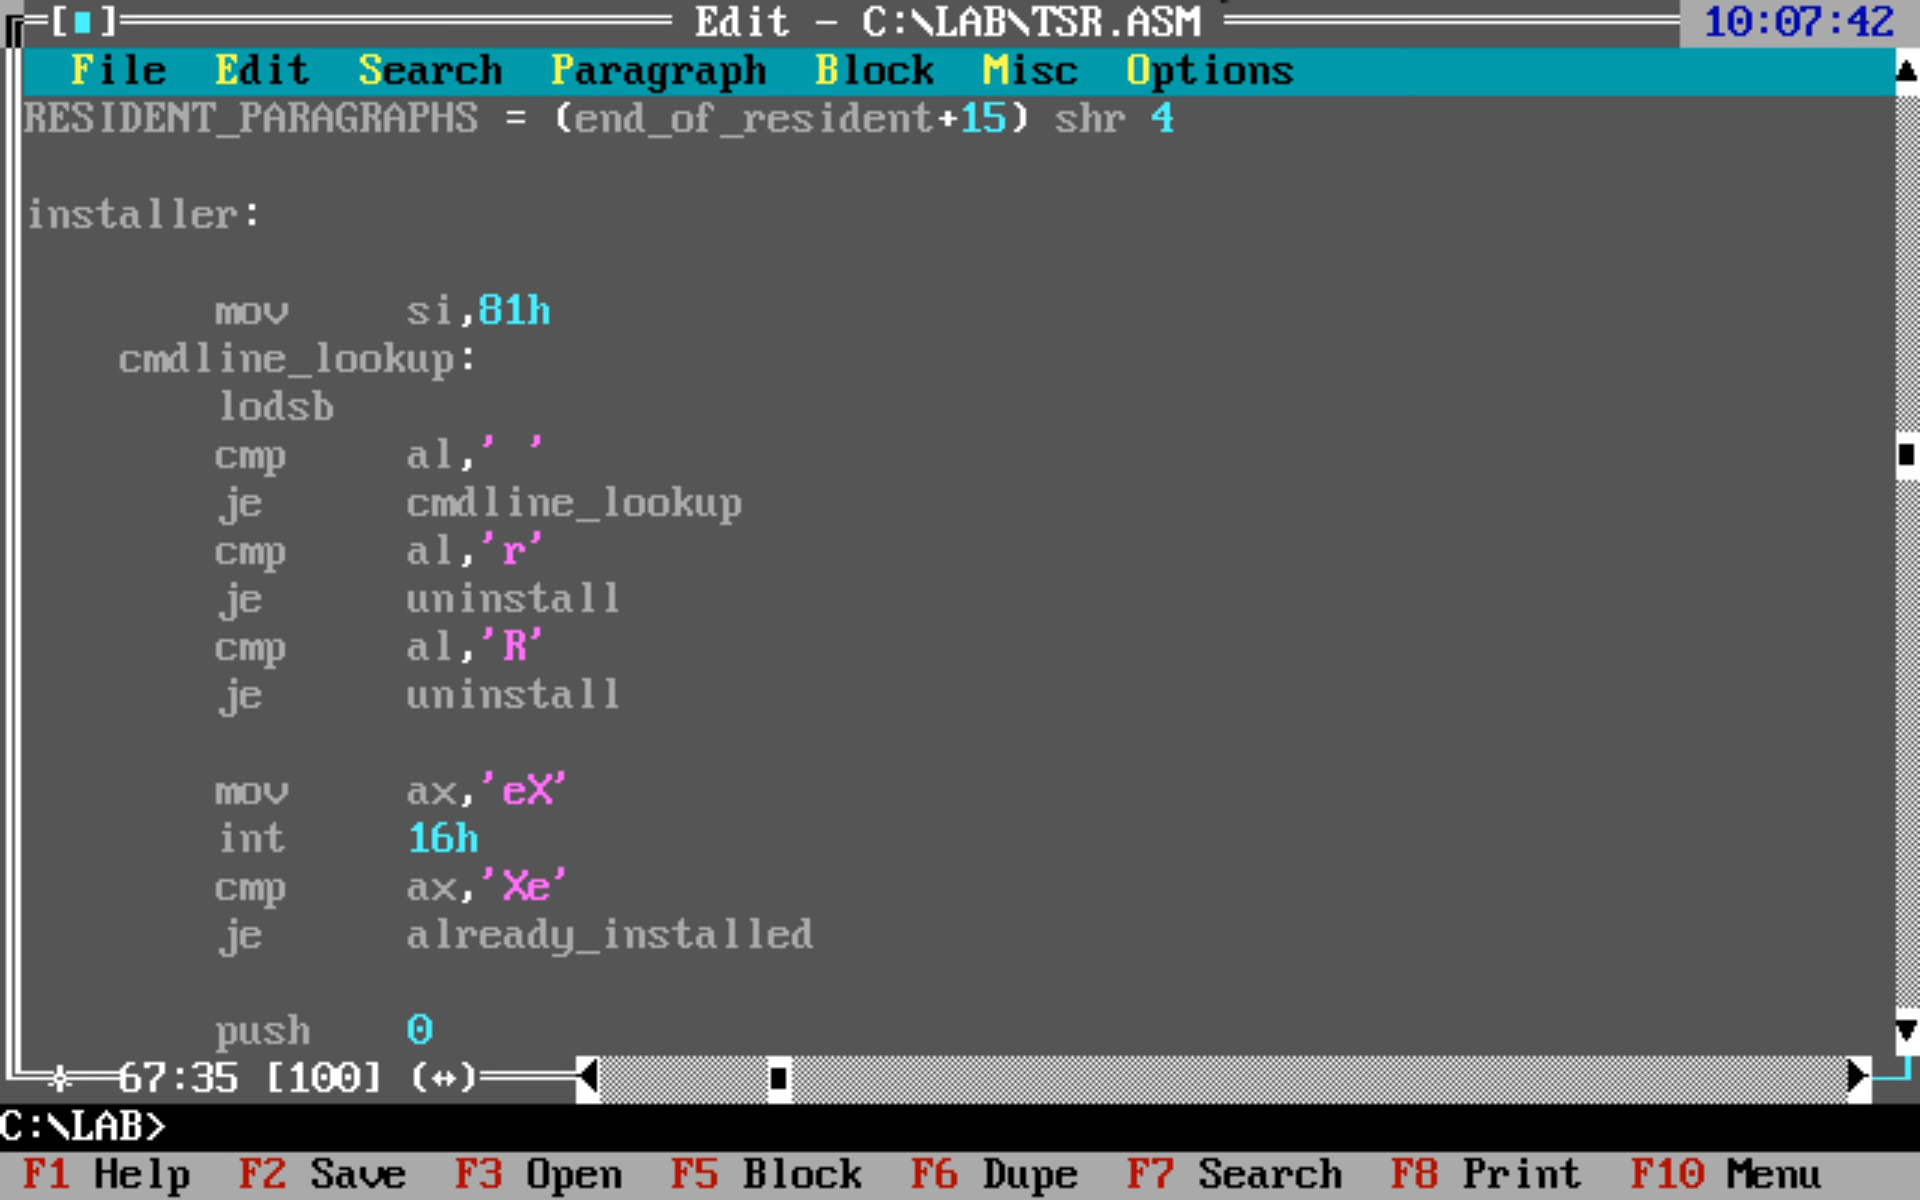 [■] Edit - C:\LAB\TSR.ASM 10:07:42
File Edit Search Paragraph Block Misc Options
RESIDENT_PARAGRAPHS = (end_of_resident+15) shr 4
installer:
mov si,81h
cmdline_lookup:
lodsb
cmp al,' '
je cmdline_lookup
cmp al,'r'
je uninstall
cmp al,'R'
je uninstall
mov ax,'eX'
int 16h
cmp ax,'Xe'
je already_installed
push 0
67:35 [100] (↔)
C:\LAB>
F1 Help F2 Save F3 Open F5 Block F6 Dupe F7 Search F8 Print F10 Menu